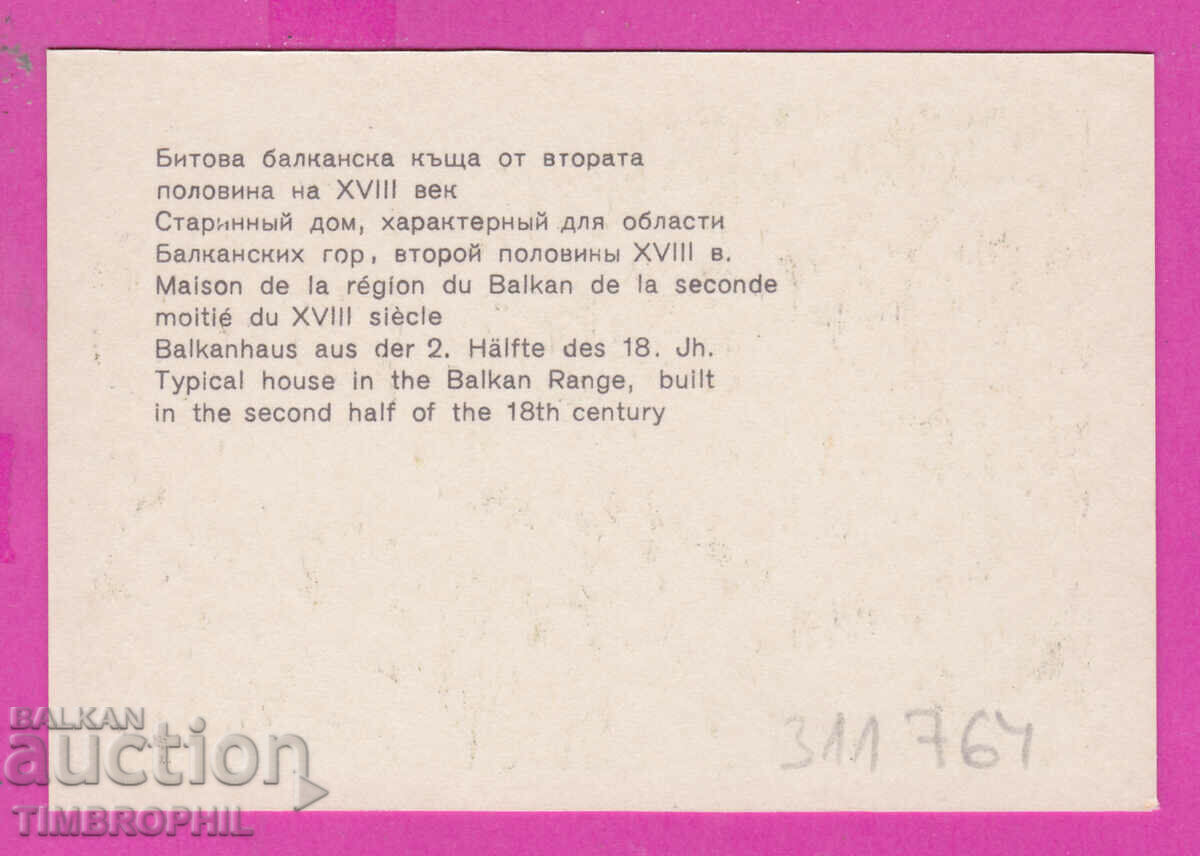 Битова балканска къща от втората
половина на XVIII век
Старинный дом, характерный для области
Балканских гор, второй половины XVIII в.
Maison de la région du Balkan de la seconde
moitié du XVIII siècle
Balkanhaus aus der 2. Hälfte des 18. Jh.
Typical house in the Balkan Range, built
in the second half of the 18th century
311 764
BALKAN
auction
TIMBROPHIL